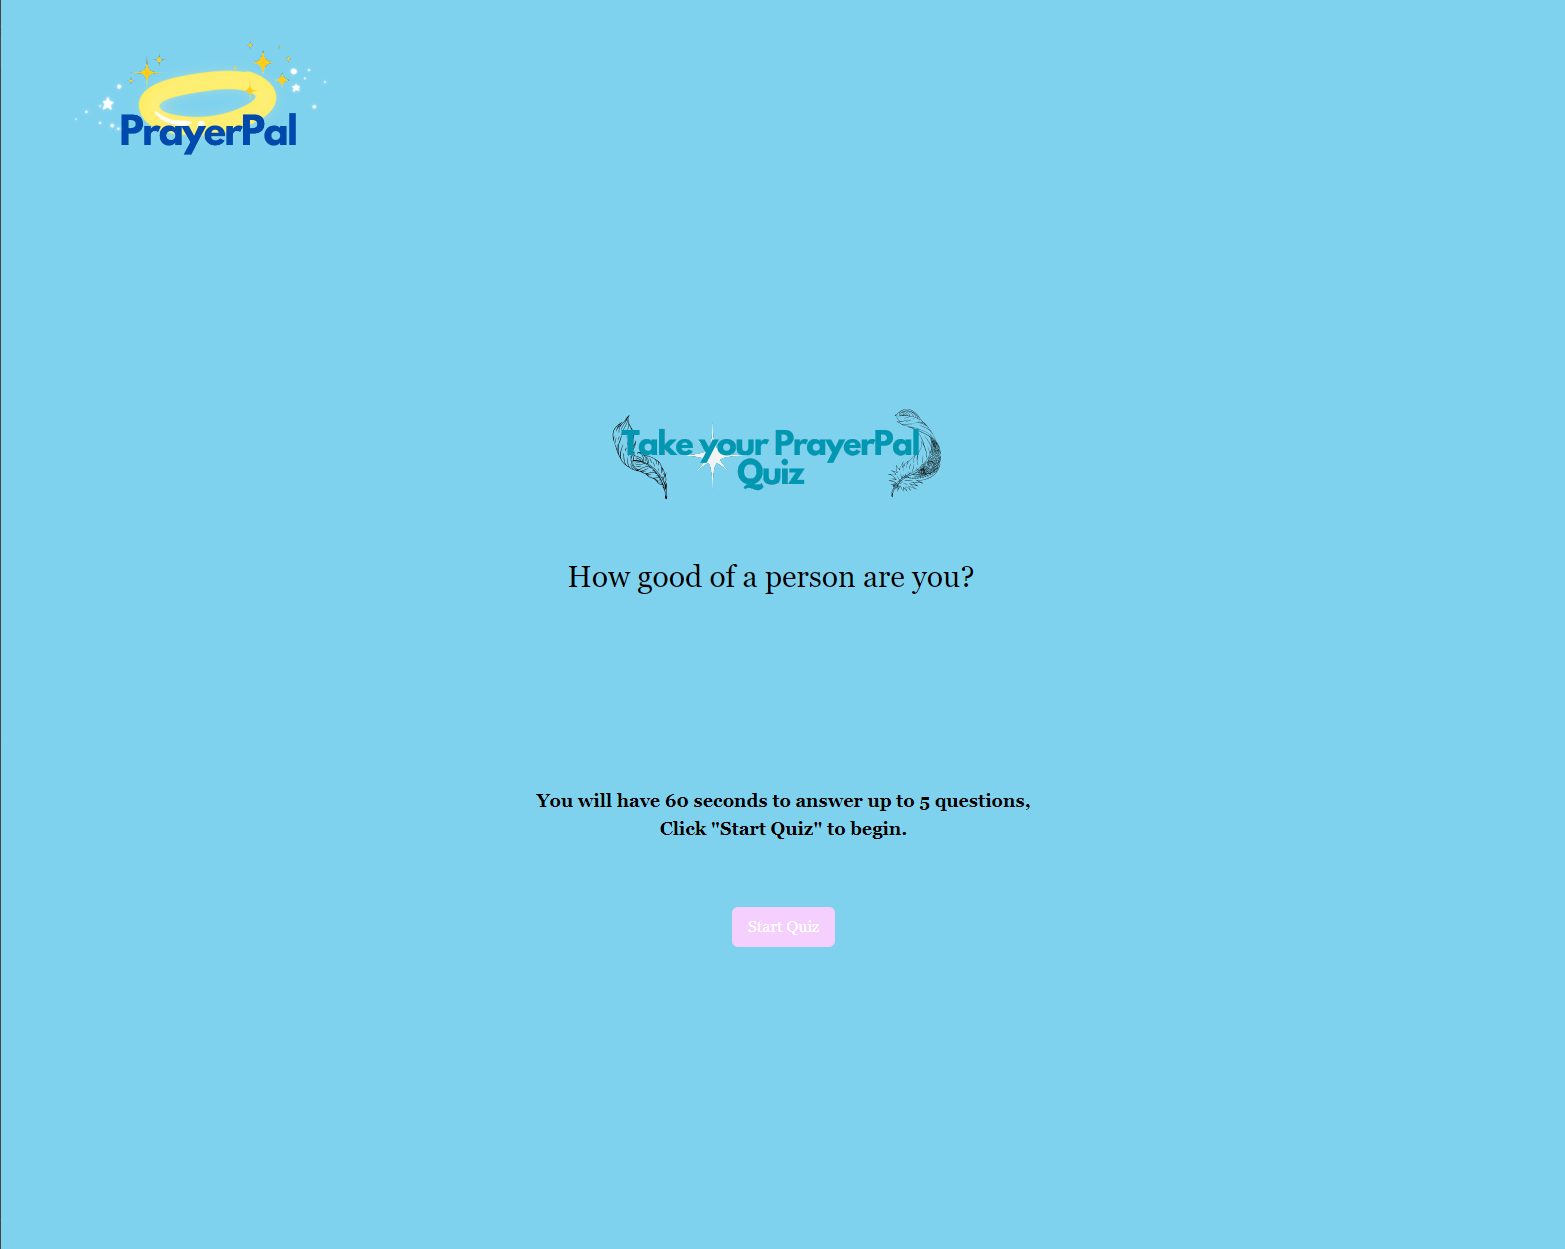 PrayerPal
Take your PrayerPal
Quiz
How good of a person are you?
You will have 60 seconds to answer up to 5 questions,
Click "Start Quiz" to begin.
Start Quiz